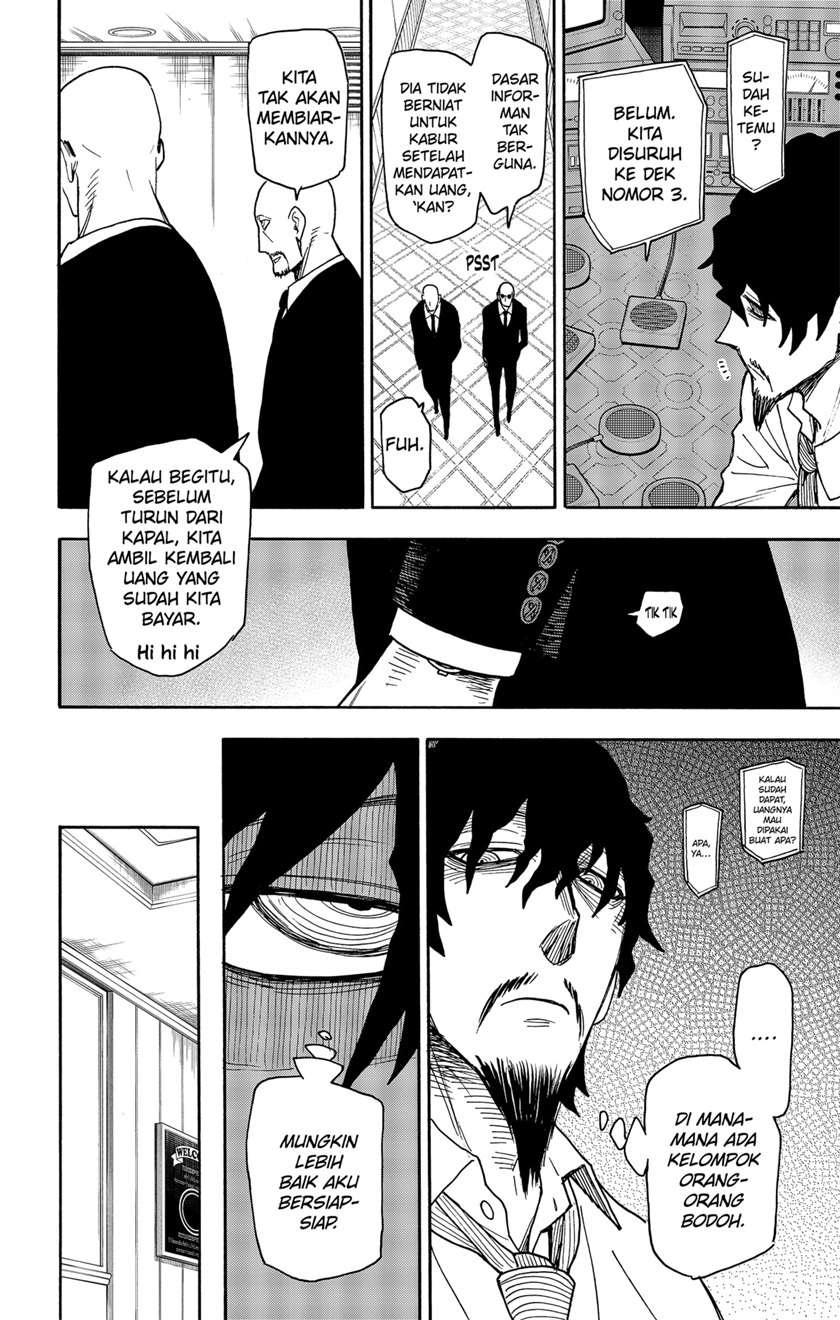 SU-
DAH
KE-
TEMU
?
BELUM.
KITA
DISURUH
KE DEK
NOMOR 3.
DASAR
INFOR-
MAN
TAK
BER-
GUNA.
DIA TIDAK
BERNIAT
UNTUK
KABUR
SETELAH
MENDAPAT-
KAN UANG,
'KAN?
PSST
FUH.
KITA
TAK AKAN
MEMBIAR-
KANNYA.
KALAU BEGITU,
SEBELUM
TURUN DARI
KAPAL, KITA
AMBIL KEMBALI
UANG YANG
SUDAH KITA
BAYAR.
Hi hi hi
TIK TIK
KALAU
SUDAH
DAPAT,
UANGNYA
MAU
DIPAKAI
BUAT APA?
APA,
YA...
....
DI MANA-
MANA ADA
KELOMPOK
ORANG-
ORANG
BODOH.
MUNGKIN
LEBIH
BAIK AKU
BERSIAP-
SIAP.